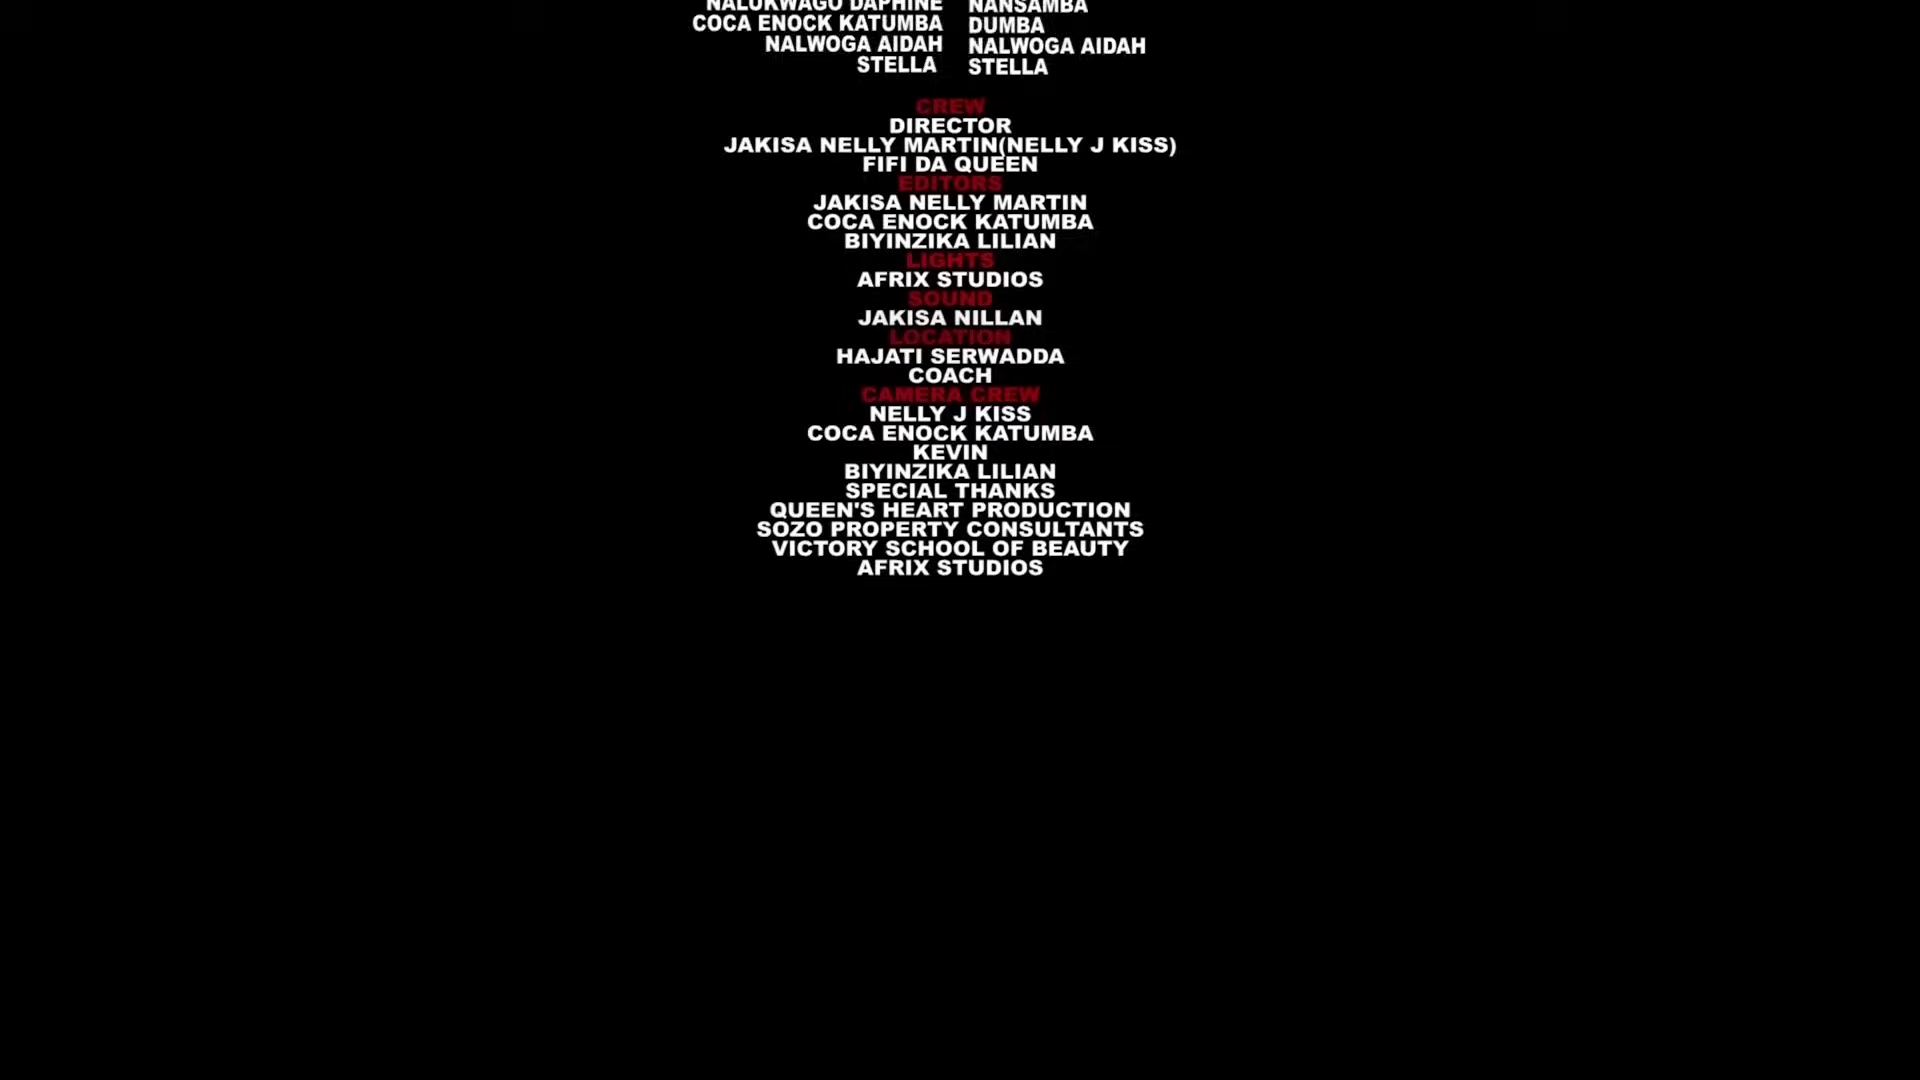 NALUKWAGO DAPHINE NANSAMBA
COCA ENOCK KATUMBA DUMBA
NALWOGA AIDAH NALWOGA AIDAH
STELLA STELLA
CREW
DIRECTOR
JAKISA NELLY MARTIN(NELLY J KISS)
FIFI DA QUEEN
EDITORS
JAKISA NELLY MARTIN
COCA ENOCK KATUMBA
BIYINZIKA LILIAN
LIGHTS
AFRIX STUDIOS
SOUND
JAKISA NILLAN
LOCATION
HAJATI SERWADDA
COACH
CAMERA CREW
NELLY J KISS
COCA ENOCK KATUMBA
KEVIN
BIYINZIKA LILIAN
SPECIAL THANKS
QUEEN'S HEART PRODUCTION
SOZO PROPERTY CONSULTANTS
VICTORY SCHOOL OF BEAUTY
AFRIX STUDIOS